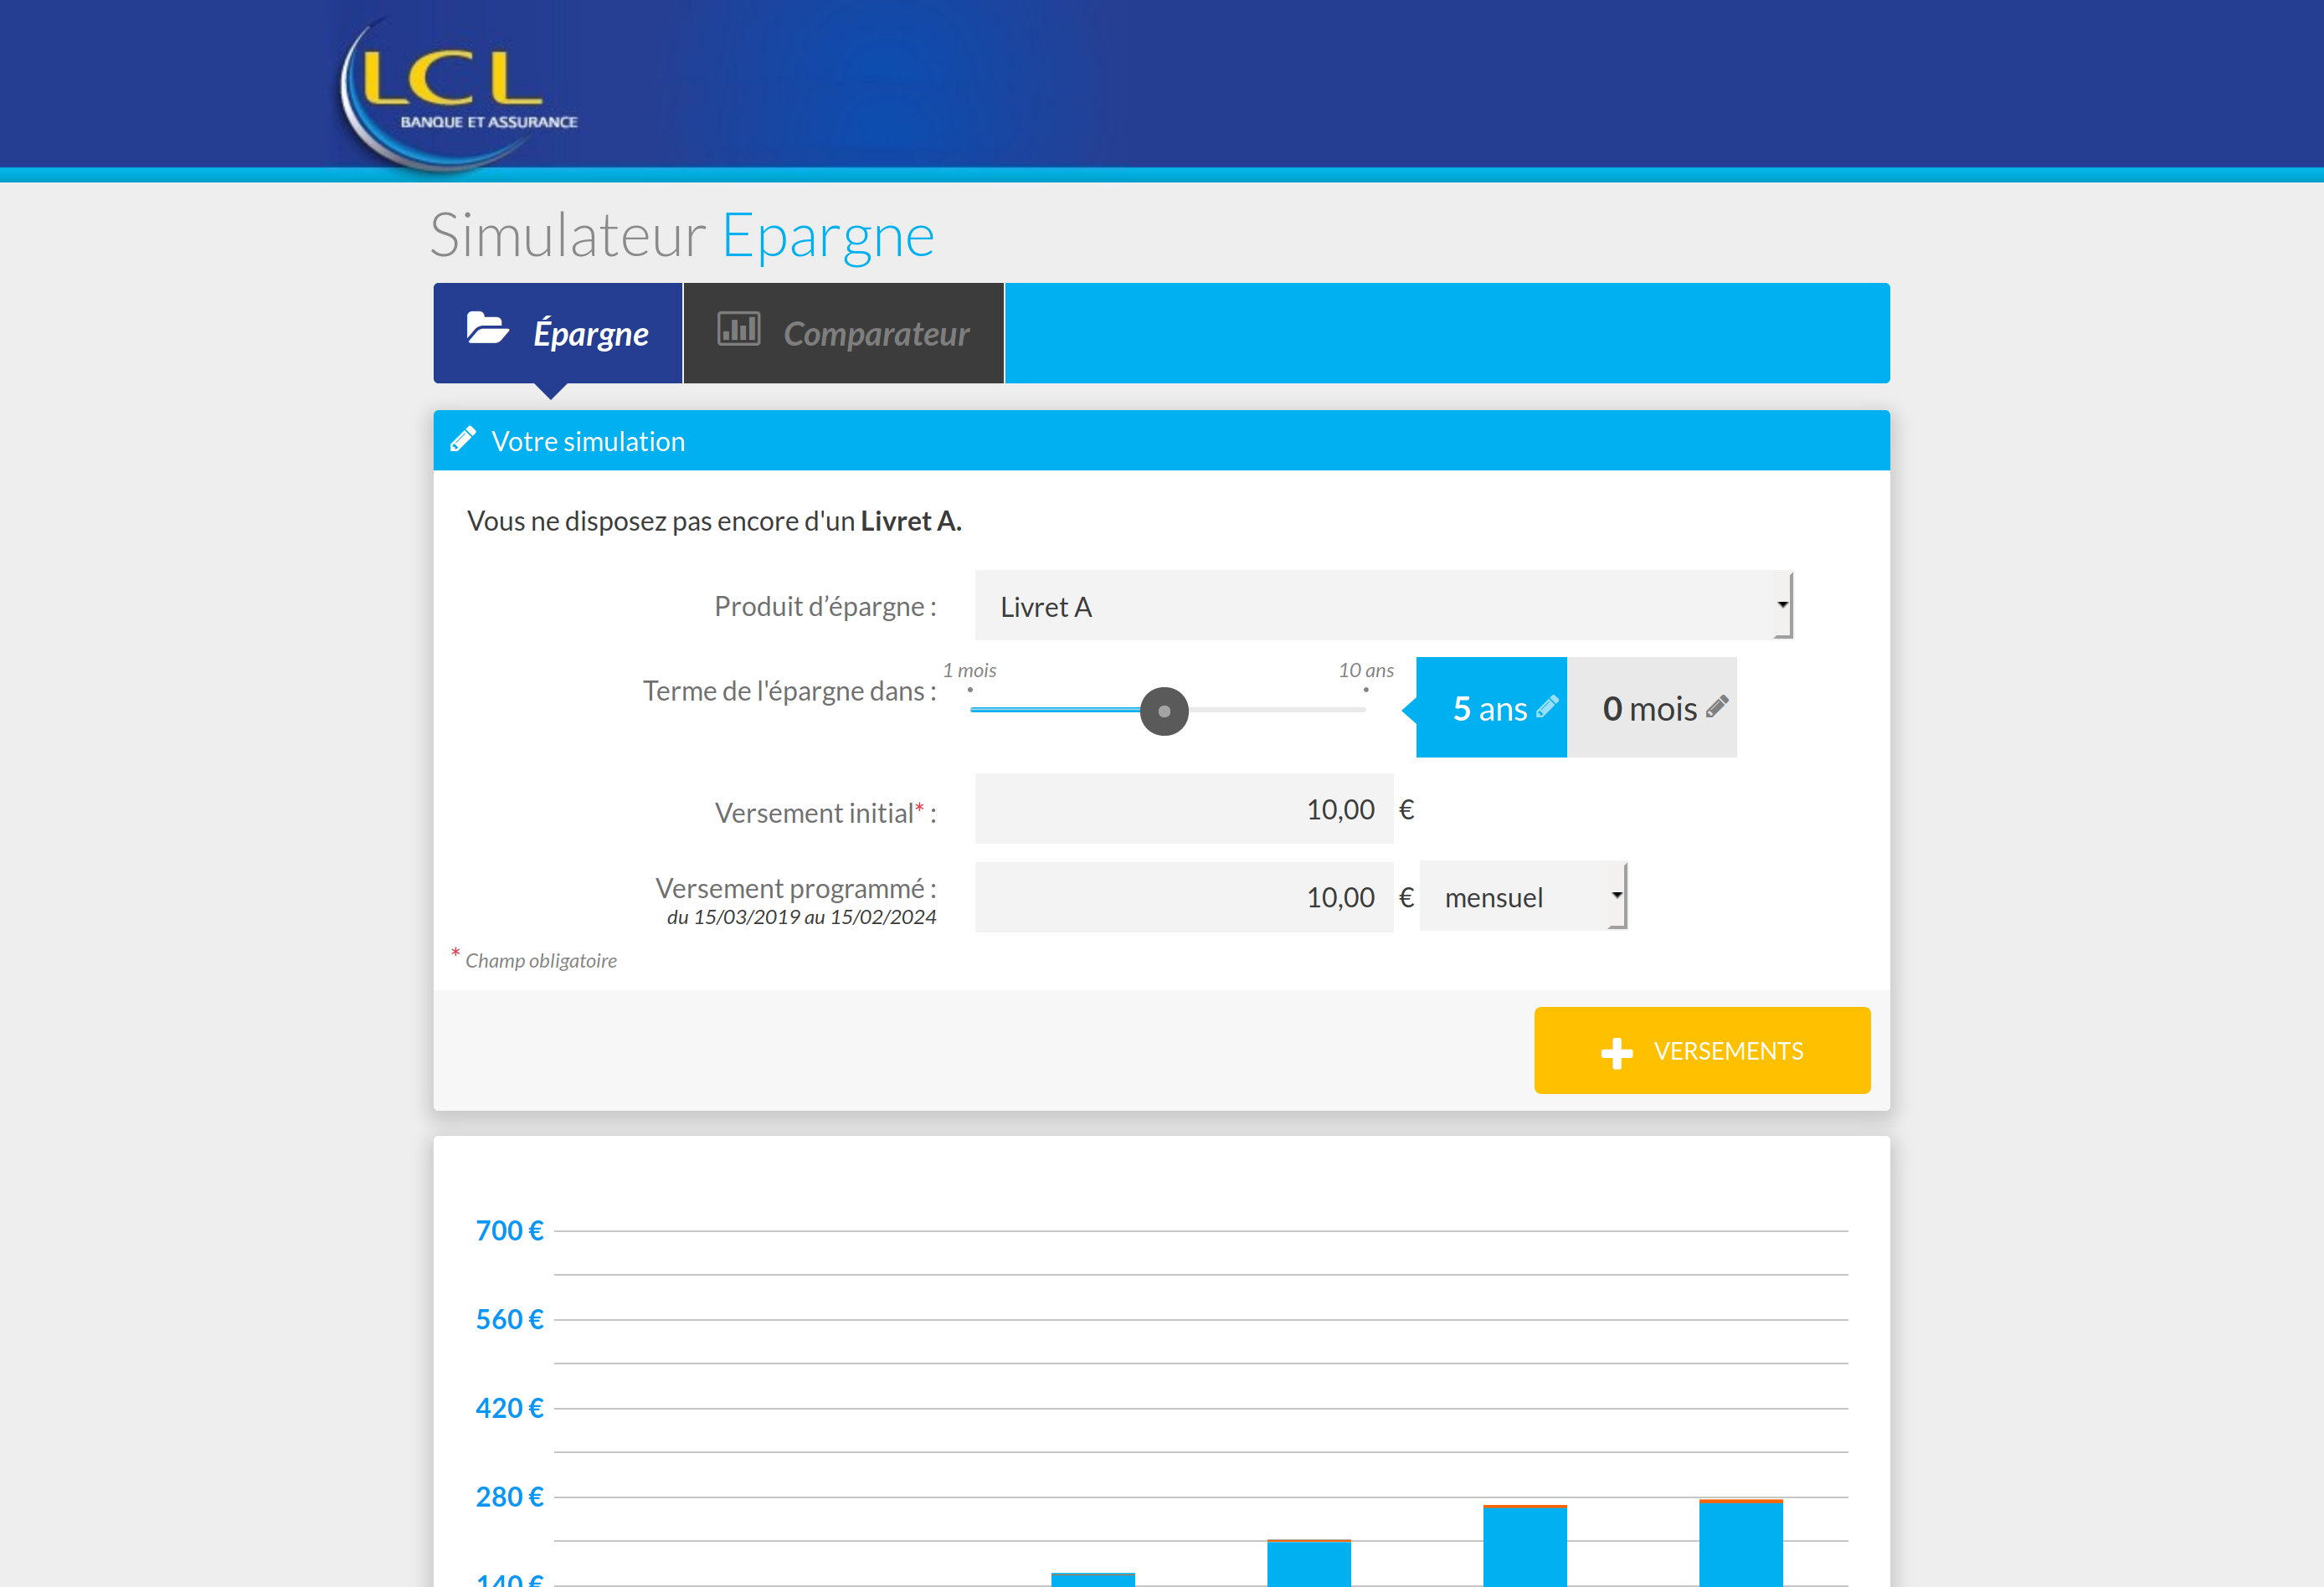 LCL
BANQUE ET ASSURANCE
Simulateur Epargne
Épargne
Comparateur
Votre simulation
Vous ne disposez pas encore d'un Livret A.
Produit d’épargne :
Livret A
1 mois
10 ans
Terme de l'épargne dans :
5 ans
0 mois
Versement initial* :
10,00 €
Versement programmé :
du 15/03/2019 au 15/02/2024
10,00 €
mensuel
* Champ obligatoire
VERSEMENTS
700 €
560 €
420 €
280 €
140 €